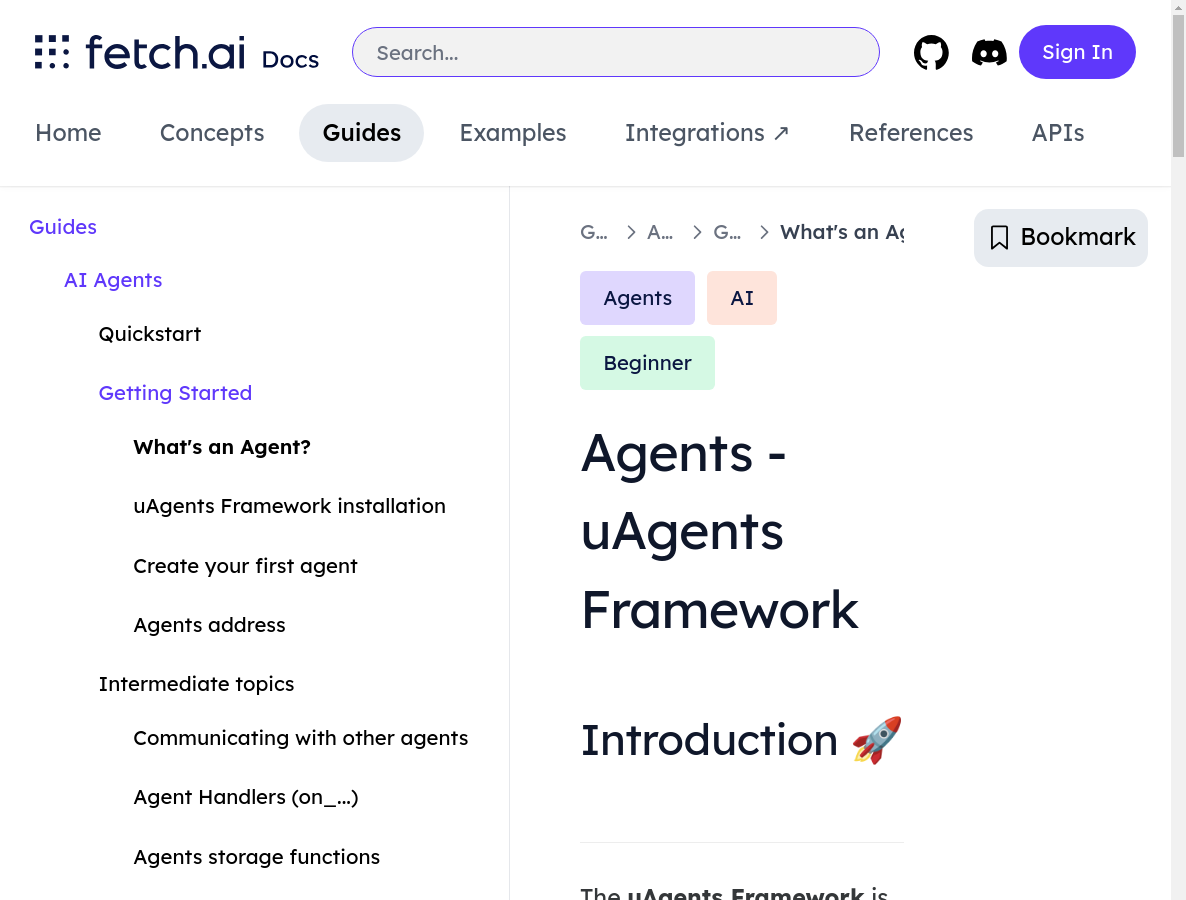 fetch.ai Docs
Search...
Sign In
Home
Concepts
Guides
Examples
Integrations ↗
References
APIs
Guides
AI Agents
Quickstart
Getting Started
What's an Agent?
uAgents Framework installation
Create your first agent
Agents address
Intermediate topics
Communicating with other agents
Agent Handlers (on_...)
Agents storage functions
G… > A… > G… > What's an Ag
Bookmark
Agents
AI
Beginner
Agents -
uAgents
Framework
Introduction 🚀
The uAgents Framework is